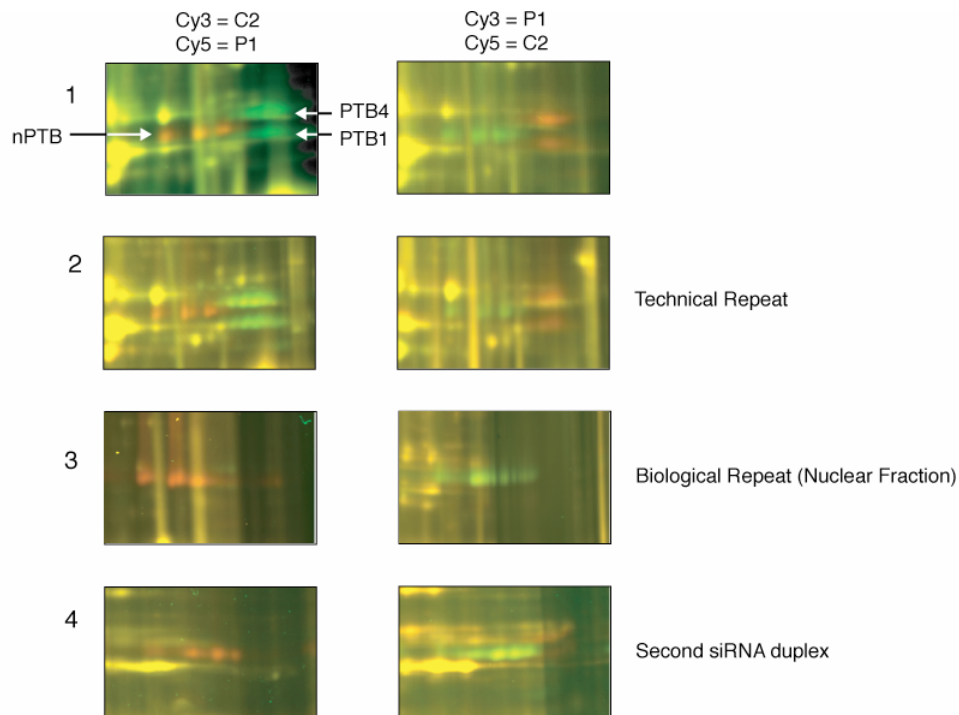 Cy3 = C2
Cy5 = P1
Cy3 = P1
Cy5 = C2
1
nPTB
PTB4
PTB1
2
Technical Repeat
3
Biological Repeat (Nuclear Fraction)
4
Second siRNA duplex